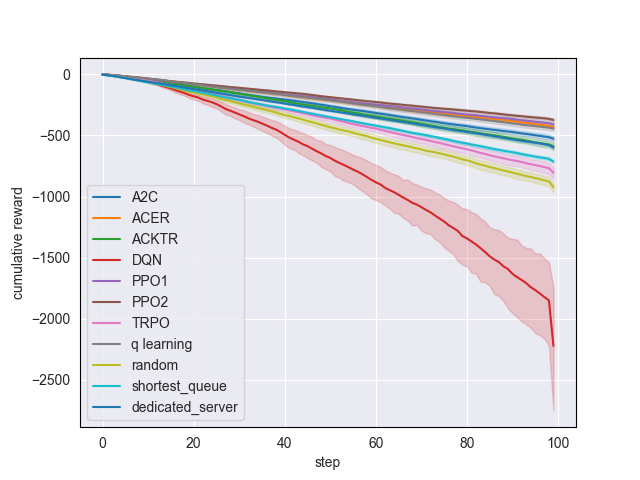 0
−500
−1000
−1500
−2000
−2500
cumulative reward
A2C
ACER
ACKTR
DQN
PPO1
PPO2
TRPO
q learning
random
shortest_queue
dedicated_server
0
20
40
60
80
100
step